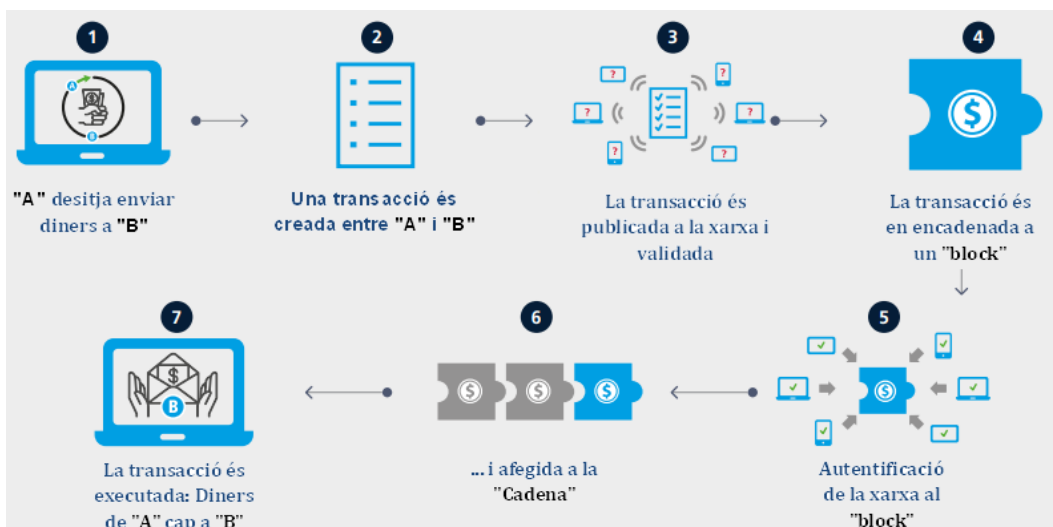 1
2
3
4
"A" desitja enviar
diners a "B"
Una transacció és
creada entre "A" i "B"
La transacció és
publicada a la xarxa i
validada
La transacció és
en encadenada a
un "block"
7
6
5
La transacció és
executada: Diners
de "A" cap a "B"
... i afegida a la
"Cadena"
Autentificació
de la xarxa al
"block"